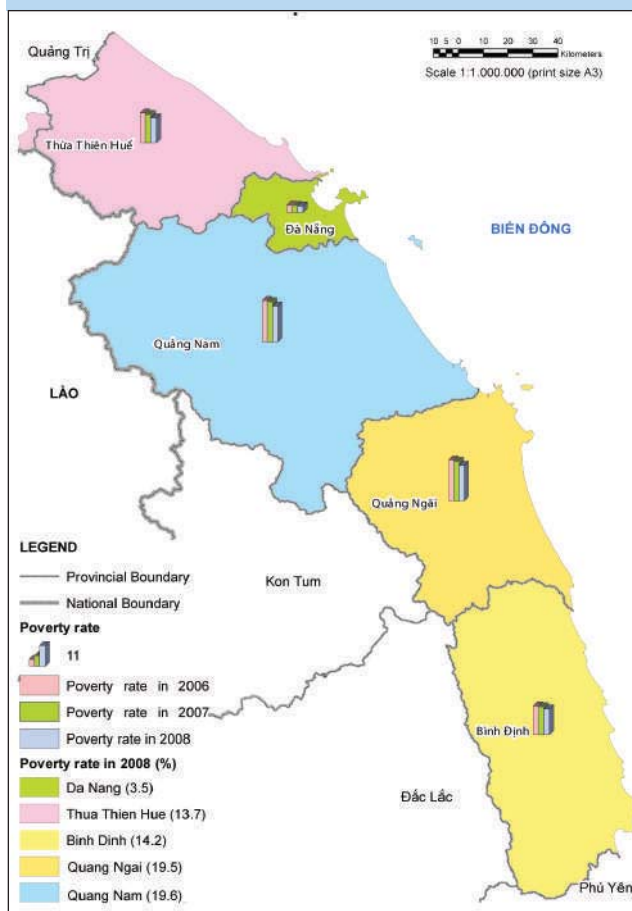 Quảng Trị
10 5 0 10 20 30 40
Kilometers
Scale 1:1.000.000 (print size A3)
Thừa Thiên Huế
Đà Nẵng
BIỂN ĐÔNG
Quảng Nam
LÀO
Quảng Ngãi
LEGEND
Provincial Boundary
National Boundary
Kon Tum
Poverty rate
11
Poverty rate in 2006
Poverty rate in 2007
Poverty rate in 2008
Bình Định
Poverty rate in 2008 (%)
Da Nang (3.5)
Đắc Lắc
Thua Thien Hue (13.7)
Binh Dinh (14.2)
Quang Ngai (19.5)
Phú Yên
Quang Nam (19.6)